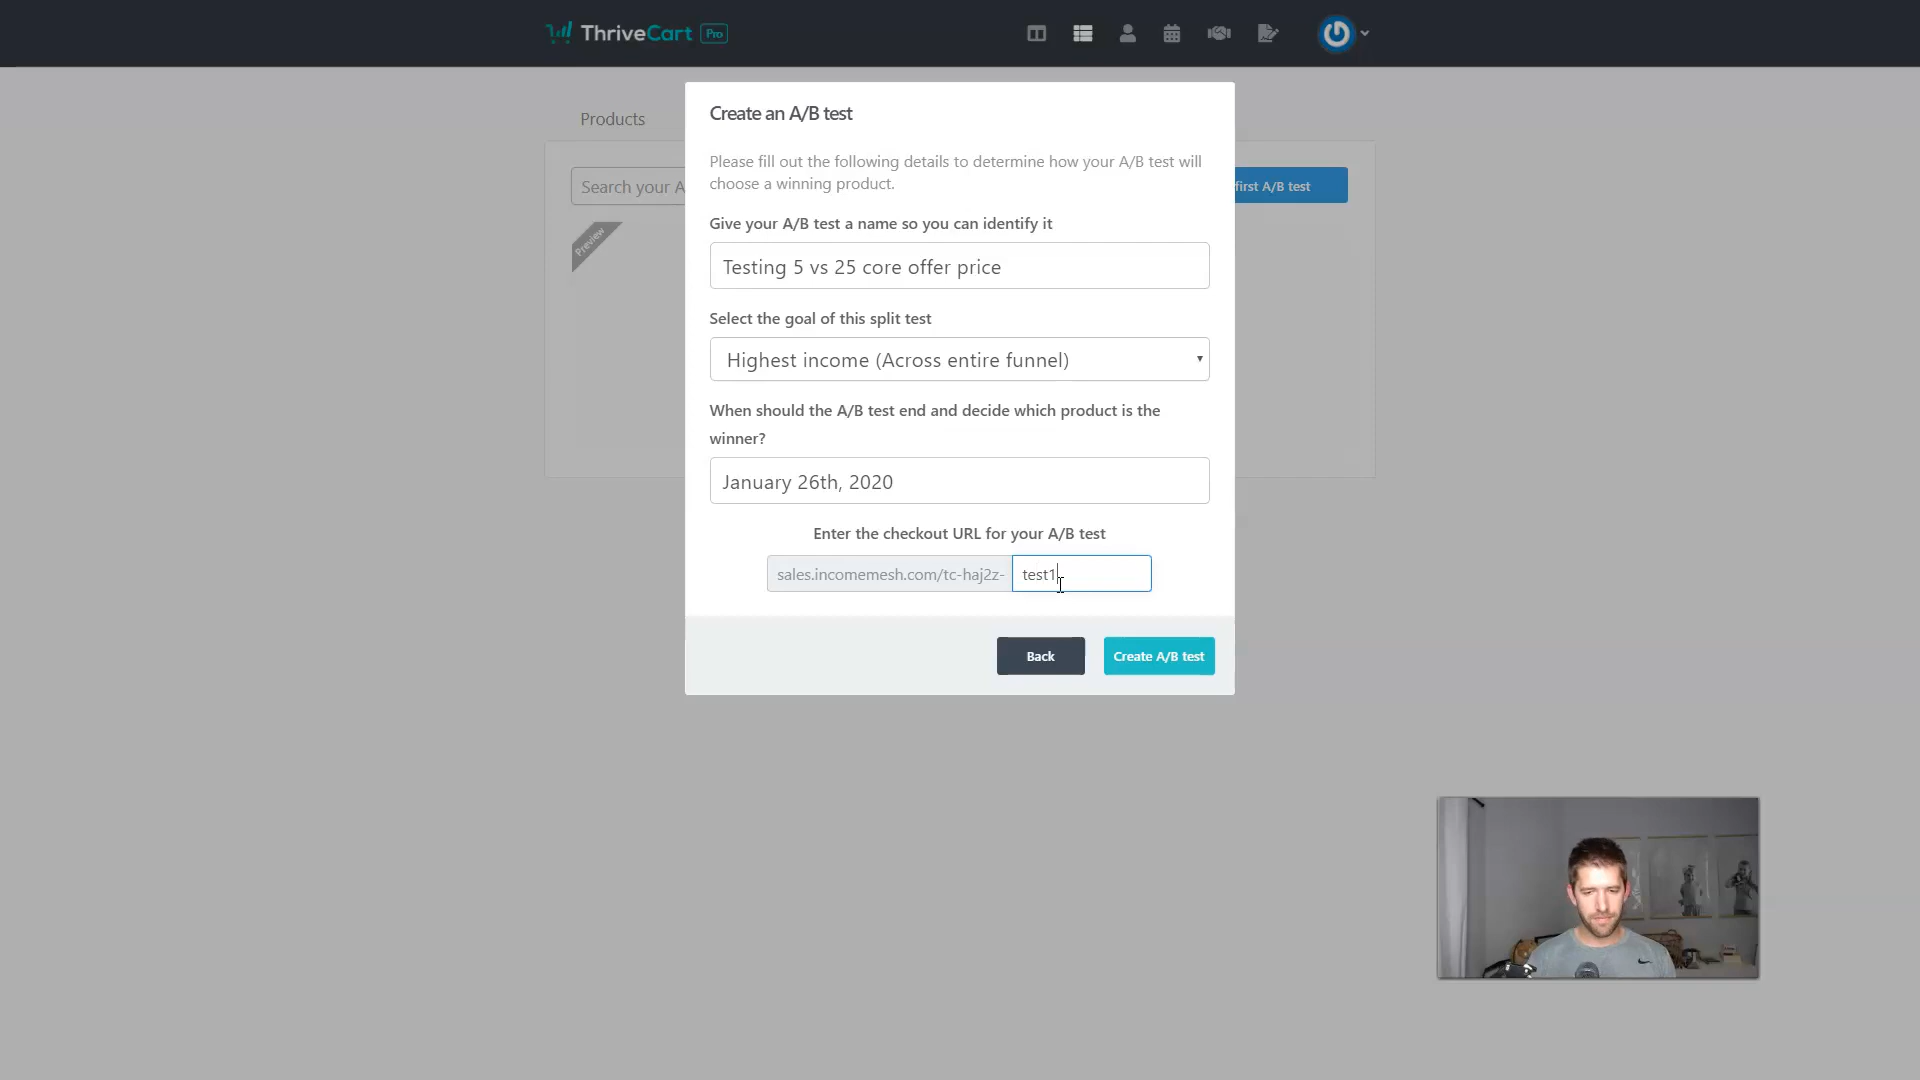 ThriveCart Pro
Products
Create an A/B test
Please fill out the following details to determine how your A/B test will
choose a winning product.
Search your A
first A/B test
Preview
Give your A/B test a name so you can identify it
Testing 5 vs 25 core offer price
Select the goal of this split test
Highest income (Across entire funnel)
When should the A/B test end and decide which product is the
winner?
January 26th, 2020
Enter the checkout URL for your A/B test
sales.incomemesh.com/tc-haj2z- test1
Back Create A/B test